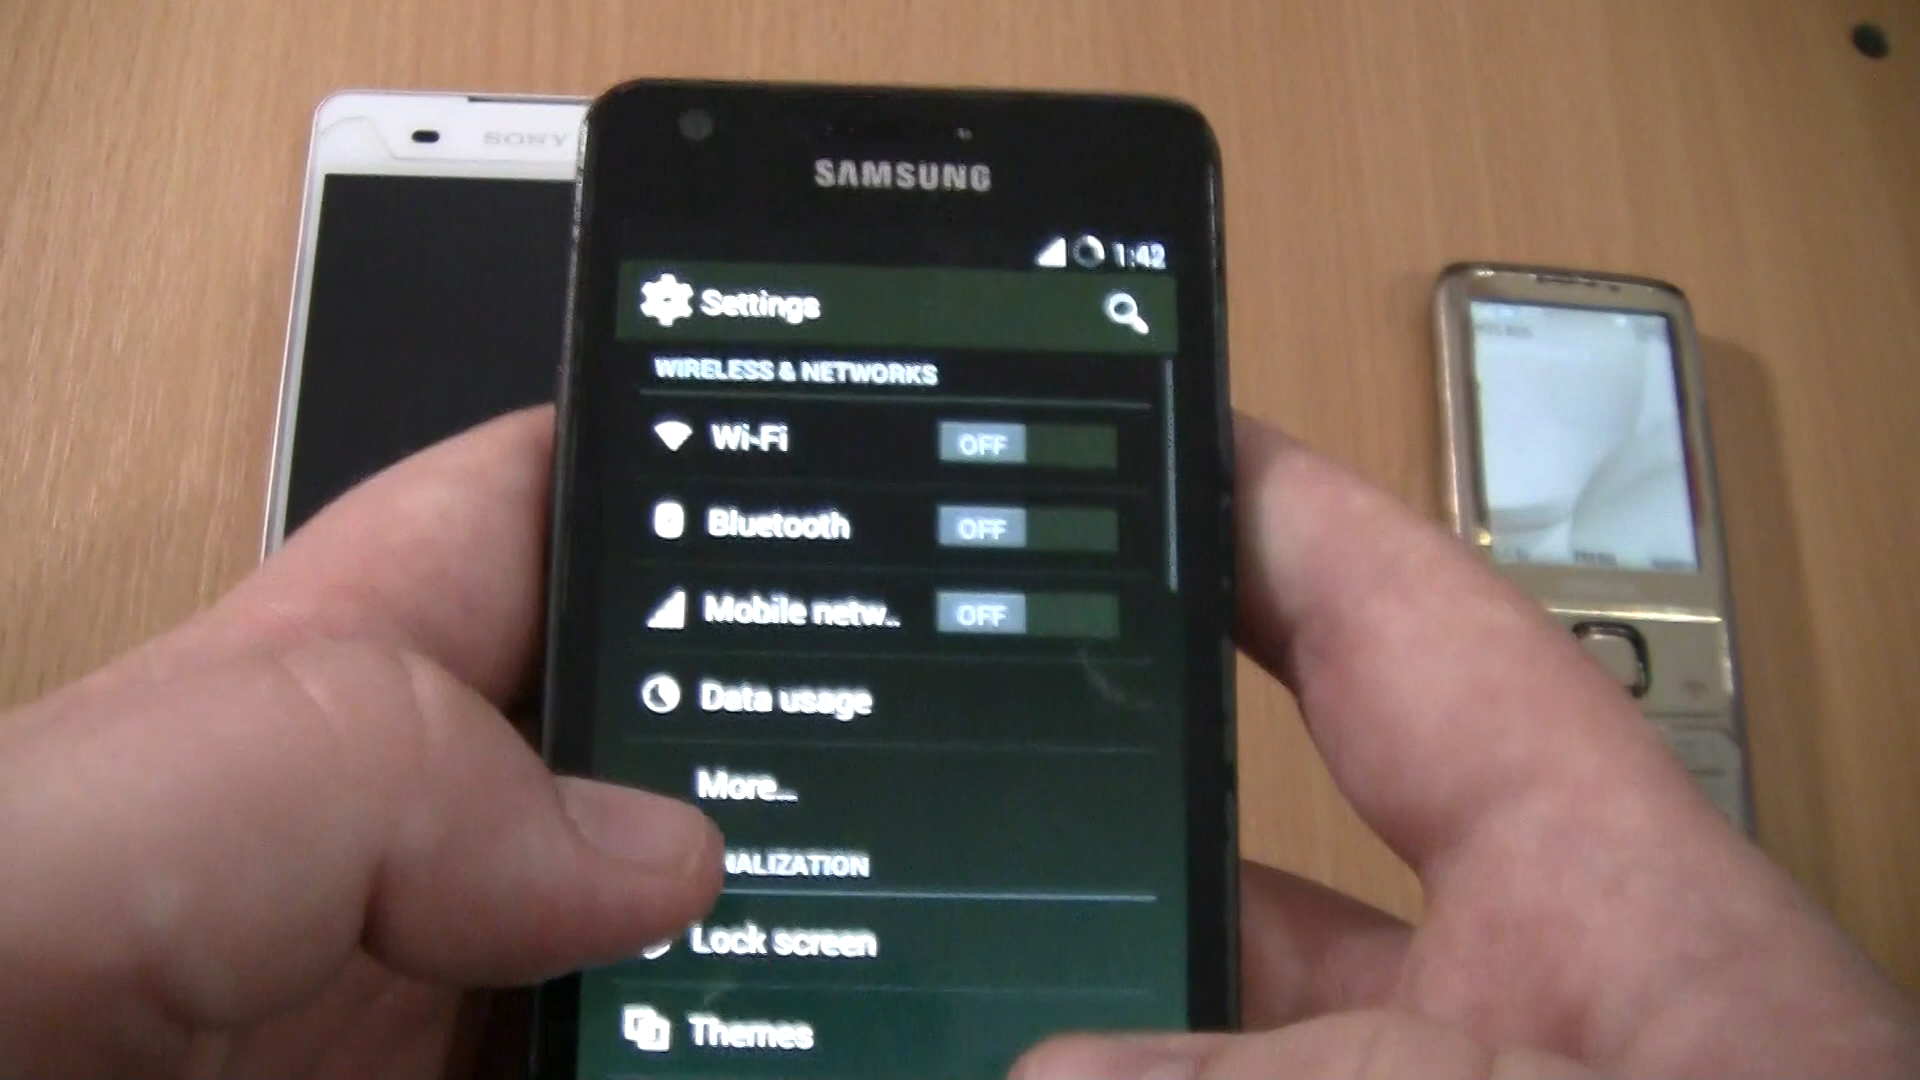 SONY
SAMSUNG
1:42
Settings
WIRELESS & NETWORKS
Wi-Fi OFF
Bluetooth OFF
Mobile netw.. OFF
Data usage
More...
NALIZATION
Lock screen
Themes
Menu